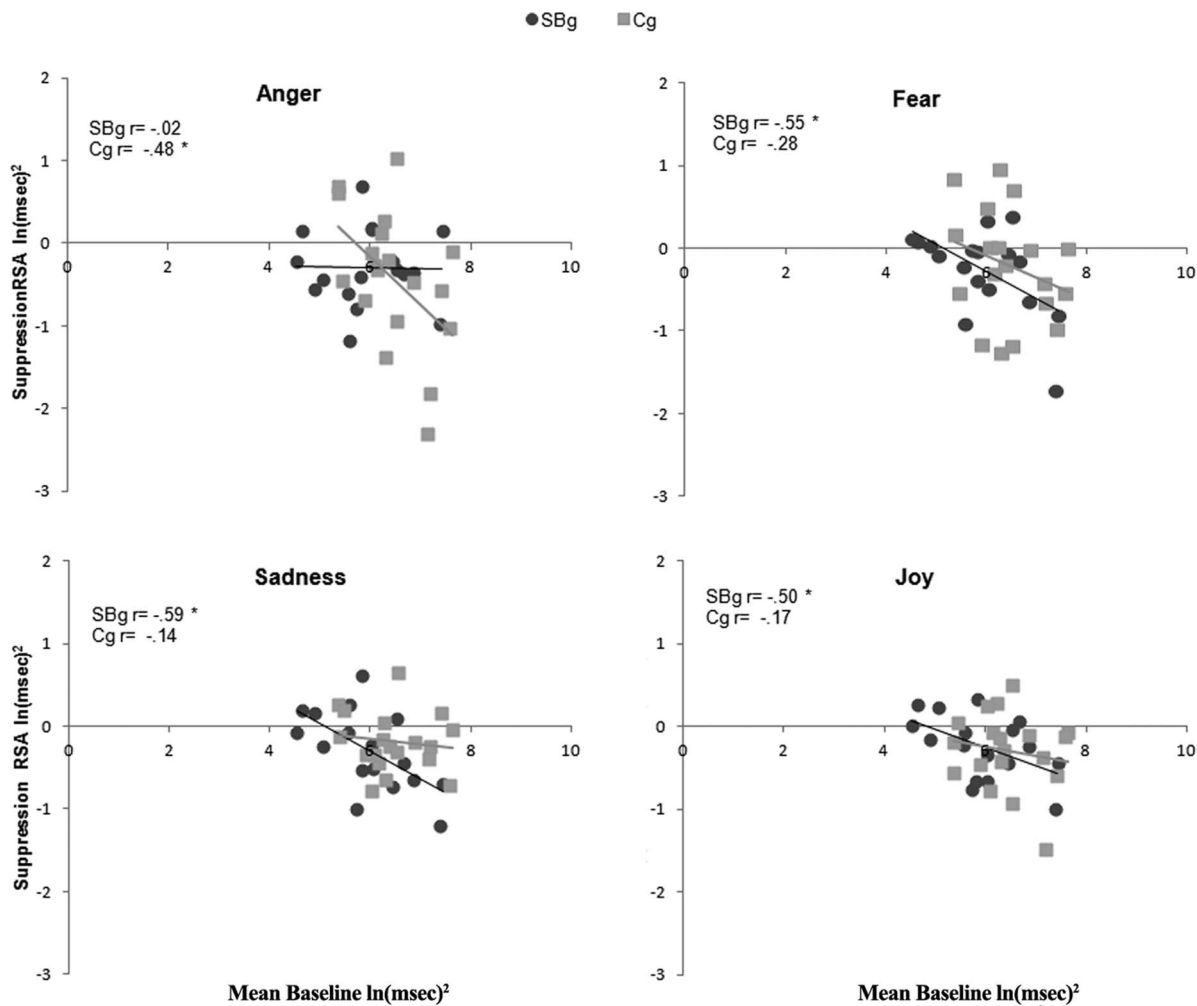 SBg Cg
Anger
SBg r= -.02
Cg r= -.48 *
Suppression RSA ln(msec)²
2
1
0
-1
-2
-3
0 2 4 6 8 10
Fear
SBg r= -.55 *
Cg r= -.28
2
1
0
-1
-2
-3
0 2 4 6 8 10
Sadness
SBg r= -.59 *
Cg r= -.14
Suppression RSA ln(msec)²
2
1
0
-1
-2
-3
0 2 4 6 8 10
Mean Baseline ln(msec)²
Joy
SBg r= -.50 *
Cg r= -.17
2
1
0
-1
-2
-3
0 2 4 6 8 10
Mean Baseline ln(msec)²